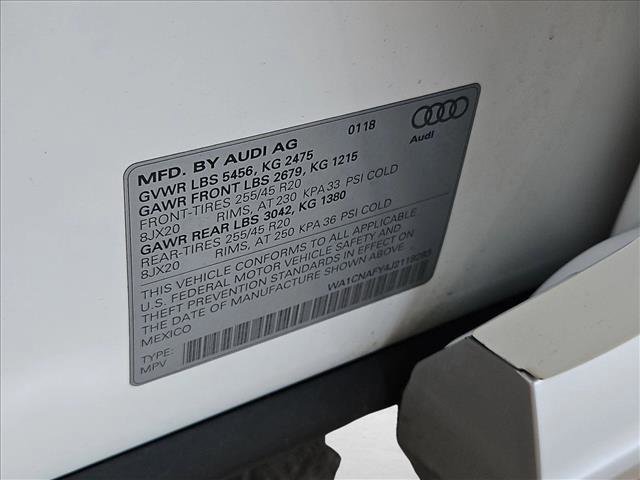 0118
Audi
MFD. BY AUDI AG
GVWR LBS 5456, KG 2475
GAWR FRONT LBS 2679, KG 1215
FRONT-TIRES 255/45 R20
8JX20 RIMS, AT 230 KPA 33 PSI COLD
GAWR REAR LBS 3042, KG 1380
REAR-TIRES 255/45 R20
8JX20 RIMS, AT 250 KPA 36 PSI COLD
THIS VEHICLE CONFORMS TO ALL APPLICABLE
U.S. FEDERAL MOTOR VEHICLE SAFETY AND
THEFT PREVENTION STANDARDS IN EFFECT ON
THE DATE OF MANUFACTURE SHOWN ABOVE.
MEXICO
WA1CNAFY4J2119293
TYPE:
MPV